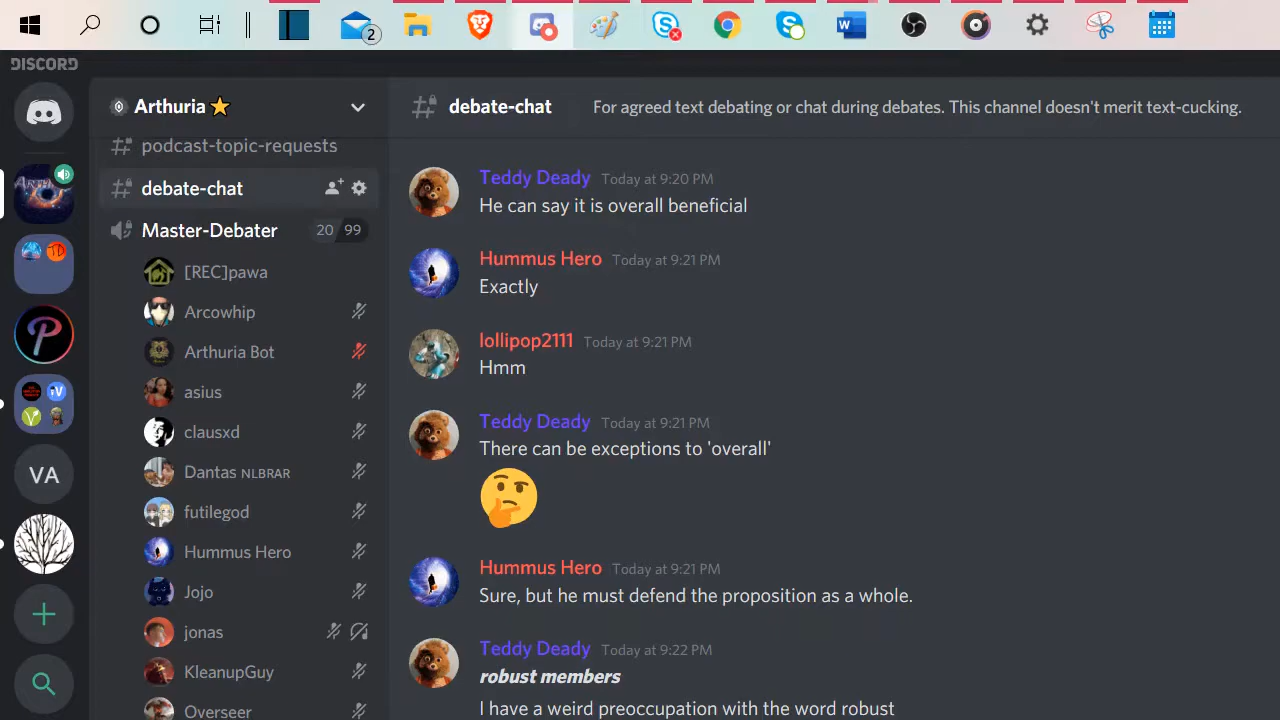 2
DISCORD
Arthuria
podcast-topic-requests
debate-chat
Master-Debater 20 99
[REC]pawa
Arcowhip
Arthuria Bot
asius
clausxd
Dantas NLBRAR
futilegod
Hummus Hero
Jojo
jonas
KleanupGuy
Overseer
VA
debate-chat For agreed text debating or chat during debates. This channel doesn't merit text-cucking.
Teddy Deady Today at 9:20 PM
He can say it is overall beneficial
Hummus Hero Today at 9:21 PM
Exactly
lollipop2111 Today at 9:21 PM
Hmm
Teddy Deady Today at 9:21 PM
There can be exceptions to 'overall'
Hummus Hero Today at 9:21 PM
Sure, but he must defend the proposition as a whole.
Teddy Deady Today at 9:22 PM
robust members
I have a weird preoccupation with the word robust